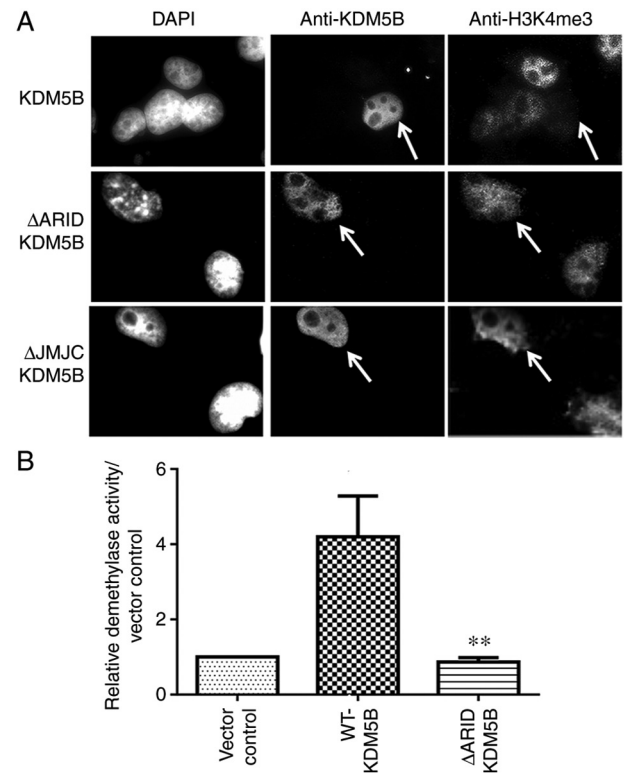 A
DAPI
Anti-KDM5B
Anti-H3K4me3
KDM5B
ΔARID
KDM5B
ΔJMJC
KDM5B
B
Relative demethylase activity/
vector control
6
4
2
0
**
Vector
control
WT-
KDM5B
ΔARID
KDM5B